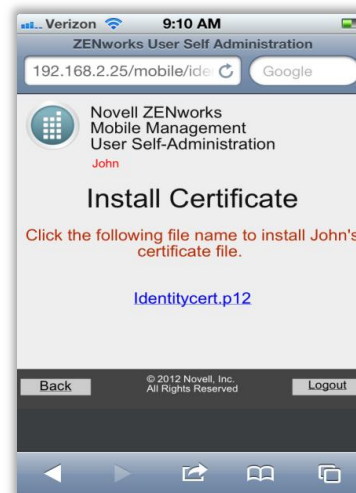 Verizon 9:10 AM
ZENworks User Self Administration
192.168.2.25/mobile/ide Google
Novell ZENworks
Mobile Management
User Self-Administration
John
Install Certificate
Click the following file name to install John's
certificate file.
Identitycert.p12
Back
© 2012 Novell, Inc.
All Rights Reserved
Logout